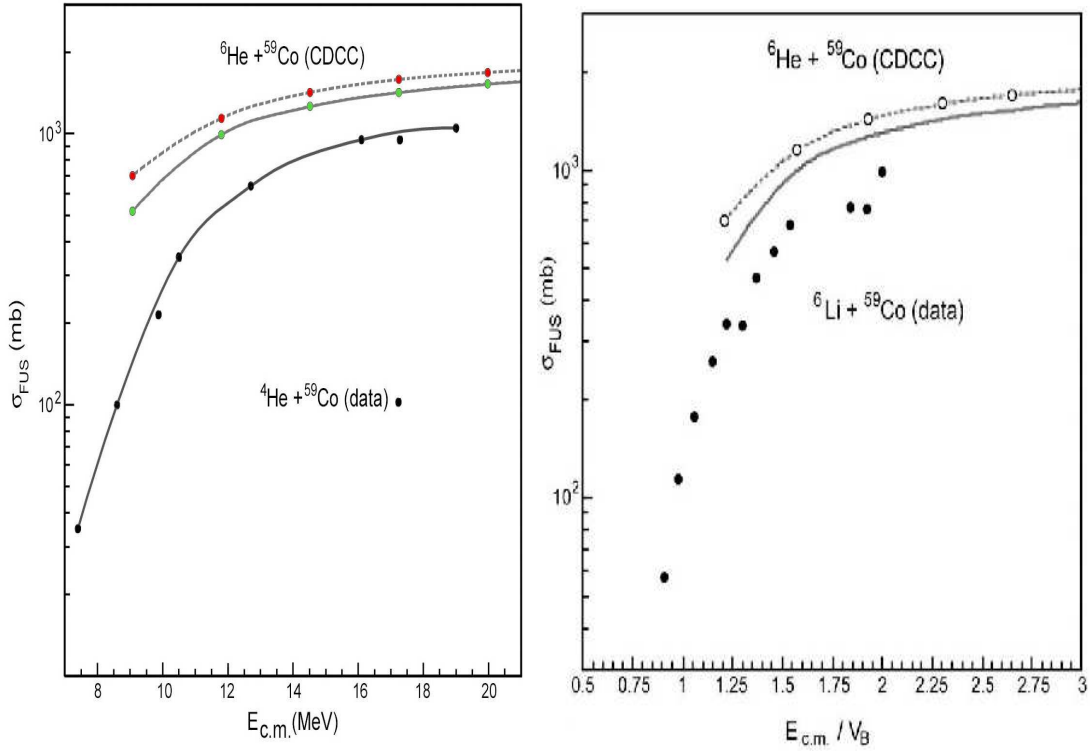 ⁶He + ⁵⁹Co (CDCC)
10³
10²
σFUS (mb)
⁴He + ⁵⁹Co (data)
8 10 12 14 16 18 20
Ec.m. (MeV)
⁶He + ⁵⁹Co (CDCC)
10³
10²
σFUS (mb)
⁶Li + ⁵⁹Co (data)
0.5 0.75 1 1.25 1.5 1.75 2 2.25 2.5 2.75 3
Ec.m. / VB